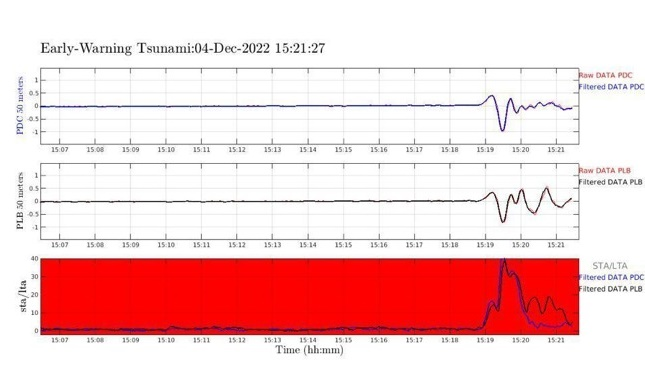 Early-Warning Tsunami:04-Dec-2022 15:21:27
PDC 50 meters
1
0.5
0
-0.5
-1
15:07 15:08 15:09 15:10 15:11 15:12 15:13 15:14 15:15 15:16 15:17 15:18 15:19 15:20 15:21
Raw DATA PDC
Filtered DATA PDC
PLB 50 meters
1
0.5
0
-0.5
-1
15:07 15:08 15:09 15:10 15:11 15:12 15:13 15:14 15:15 15:16 15:17 15:18 15:19 15:20 15:21
Raw DATA PLB
Filtered DATA PLB
sta/lta
40
30
20
10
0
15:07 15:08 15:09 15:10 15:11 15:12 15:13 15:14 15:15 15:16 15:17 15:18 15:19 15:20 15:21
Time (hh:mm)
STA/LTA
Filtered DATA PDC
Filtered DATA PLB